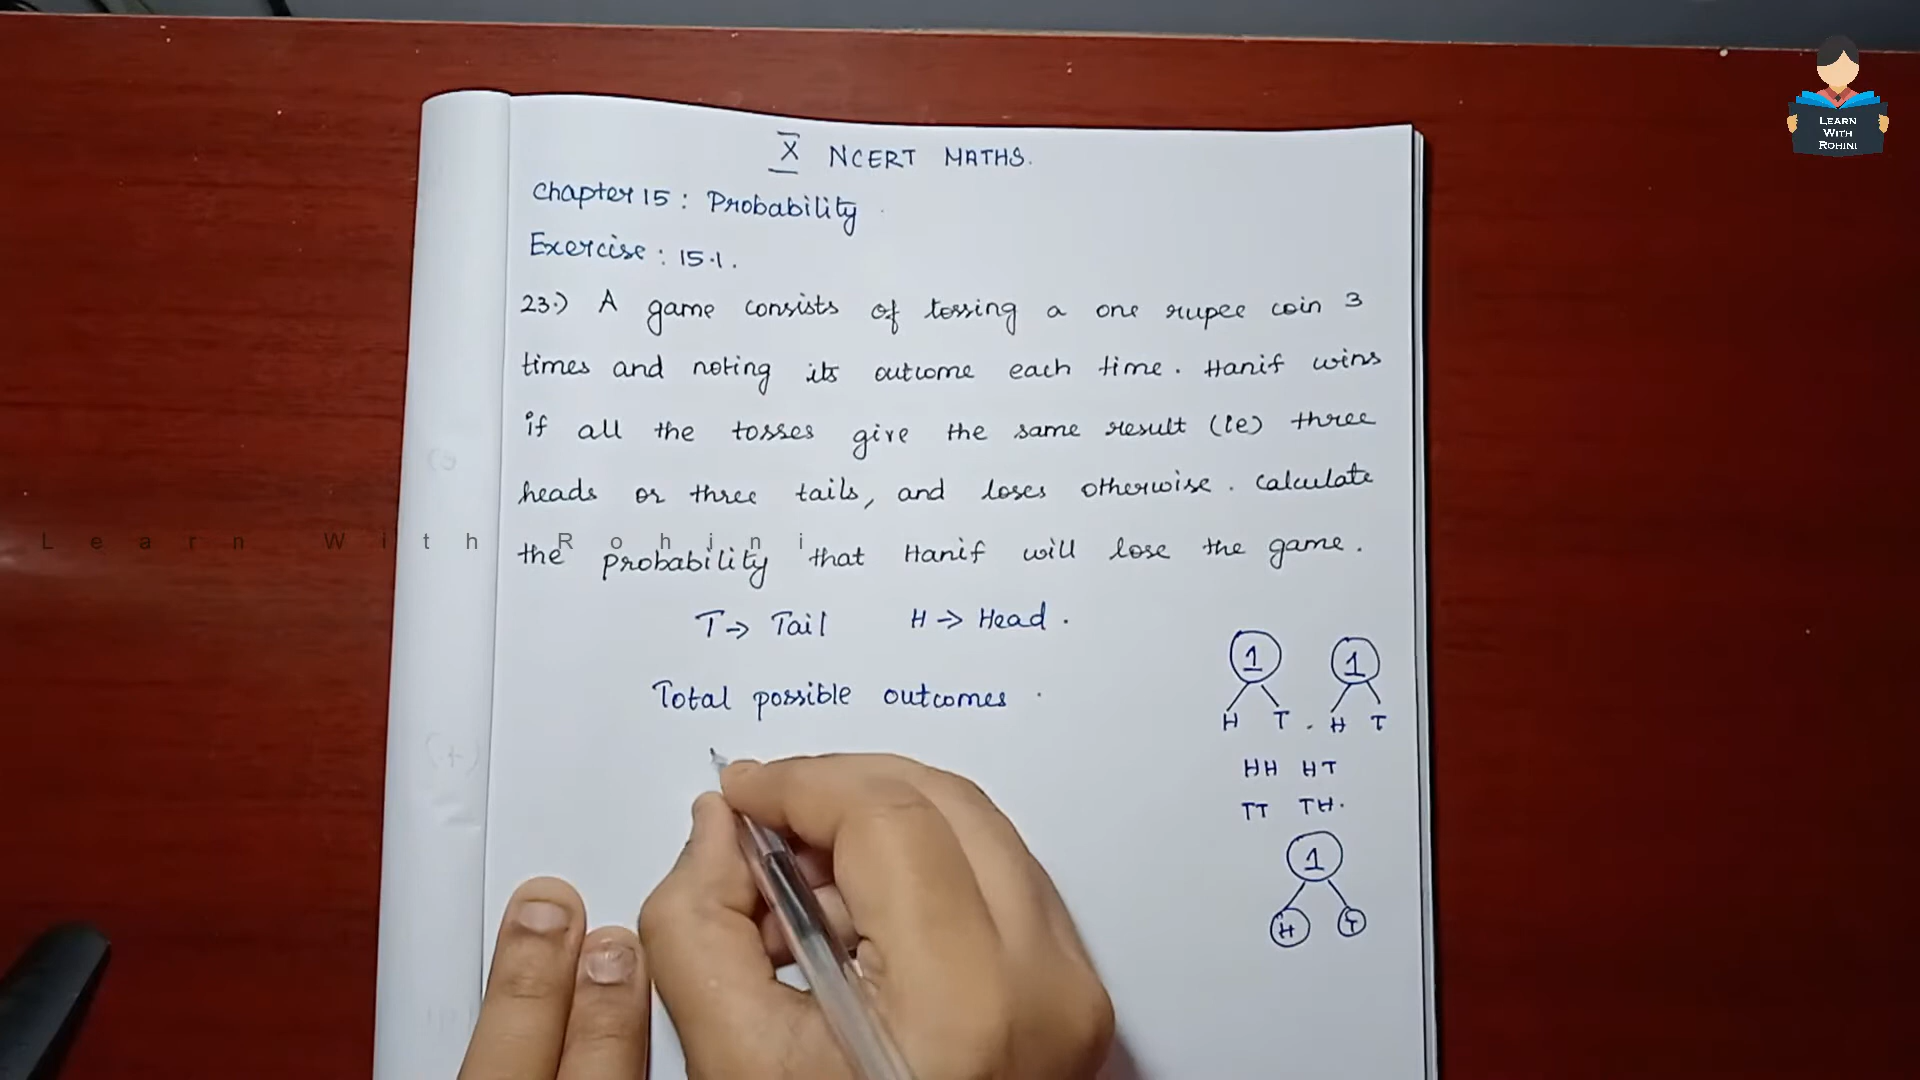 LEARN
WITH
ROHINI
X NCERT MATHS.
Chapter 15 : Probability
Exercise : 15.1.
23.) A game consists of tossing a one rupee coin 3
times and noting its outcome each time. Hanif wins
if all the tosses give the same result (ie) three
heads or three tails, and loses otherwise. Calculate
Learn With Rohini
the probability that Hanif will lose the game.
T → Tail H → Head.
Total possible outcomes.
1 1
H T . H T
HH HT
TT TH.
1
H T